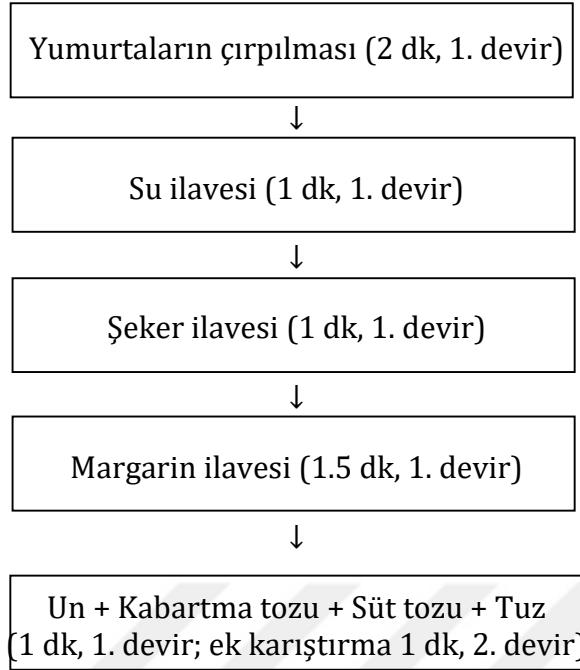 Yumurtaların çırpılması (2 dk, 1. devir)
↓
Su ilavesi (1 dk, 1. devir)
↓
Şeker ilavesi (1 dk, 1. devir)
↓
Margarin ilavesi (1.5 dk, 1. devir)
↓
Un + Kabartma tozu + Süt tozu + Tuz
(1 dk, 1. devir; ek karıştırma 1 dk, 2. devir)